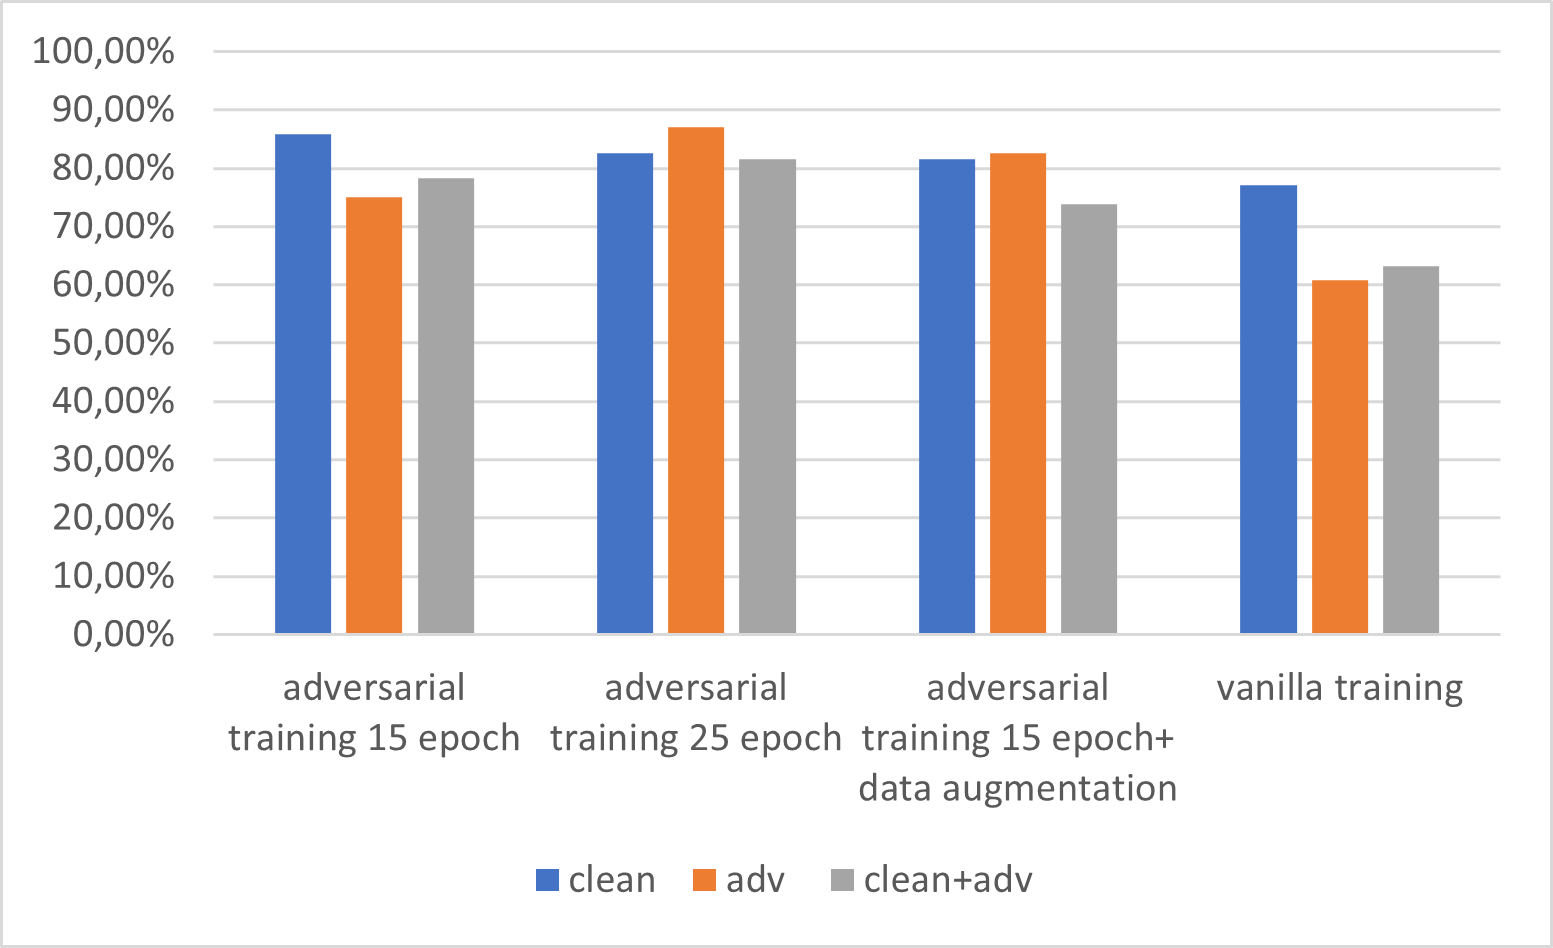 100,00%
90,00%
80,00%
70,00%
60,00%
50,00%
40,00%
30,00%
20,00%
10,00%
0,00%
adversarial
training 15 epoch
adversarial
training 25 epoch
adversarial
training 15 epoch+
data augmentation
vanilla training
clean
adv
clean+adv